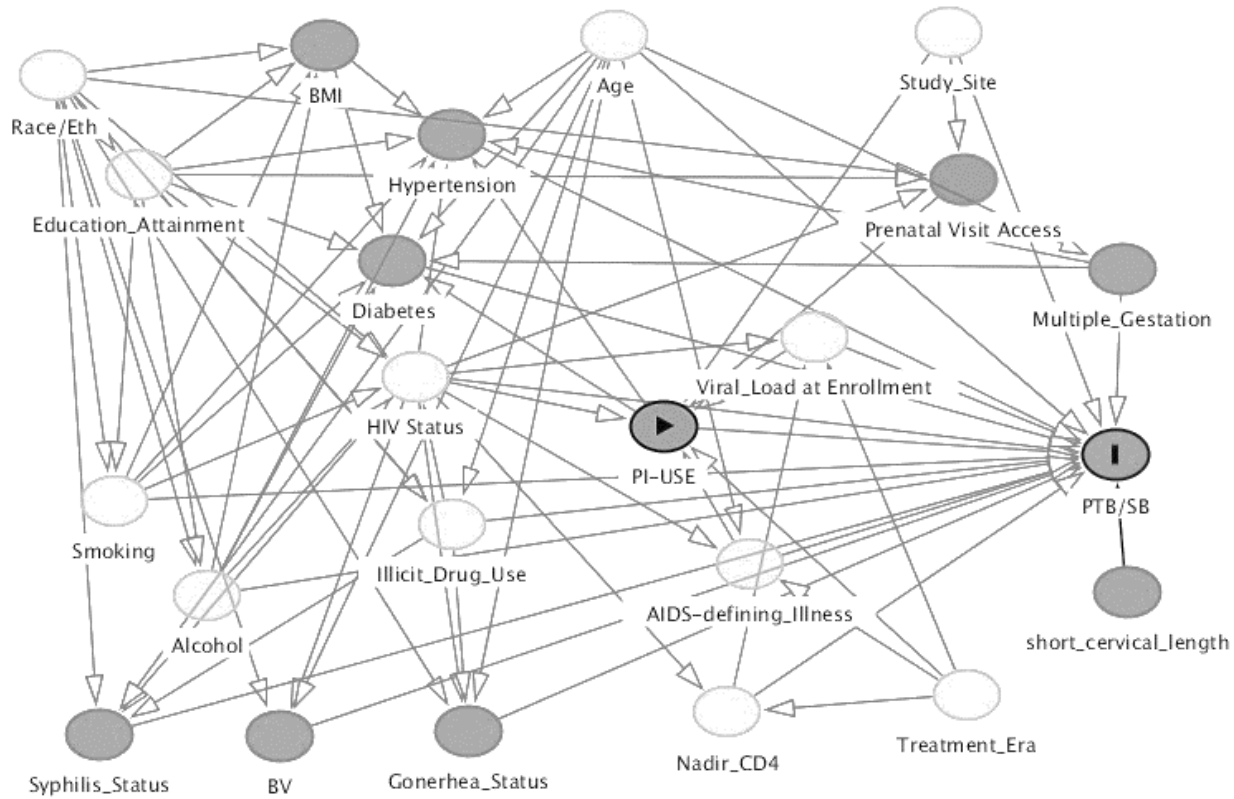 Study_Site
Age
BMI
Race/Eth
Hypertension
Education_Attainment
Prenatal Visit Access
Diabetes
Multiple_Gestation
Viral_Load at Enrollment
HIV Status
PI-USE
PTB/SB
Smoking
Illicit_Drug_Use
AIDS-defining_Illness
short_cervical_length
Alcohol
Treatment_Era
Nadir_CD4
Syphilis_Status
BV
Gonerhea_Status